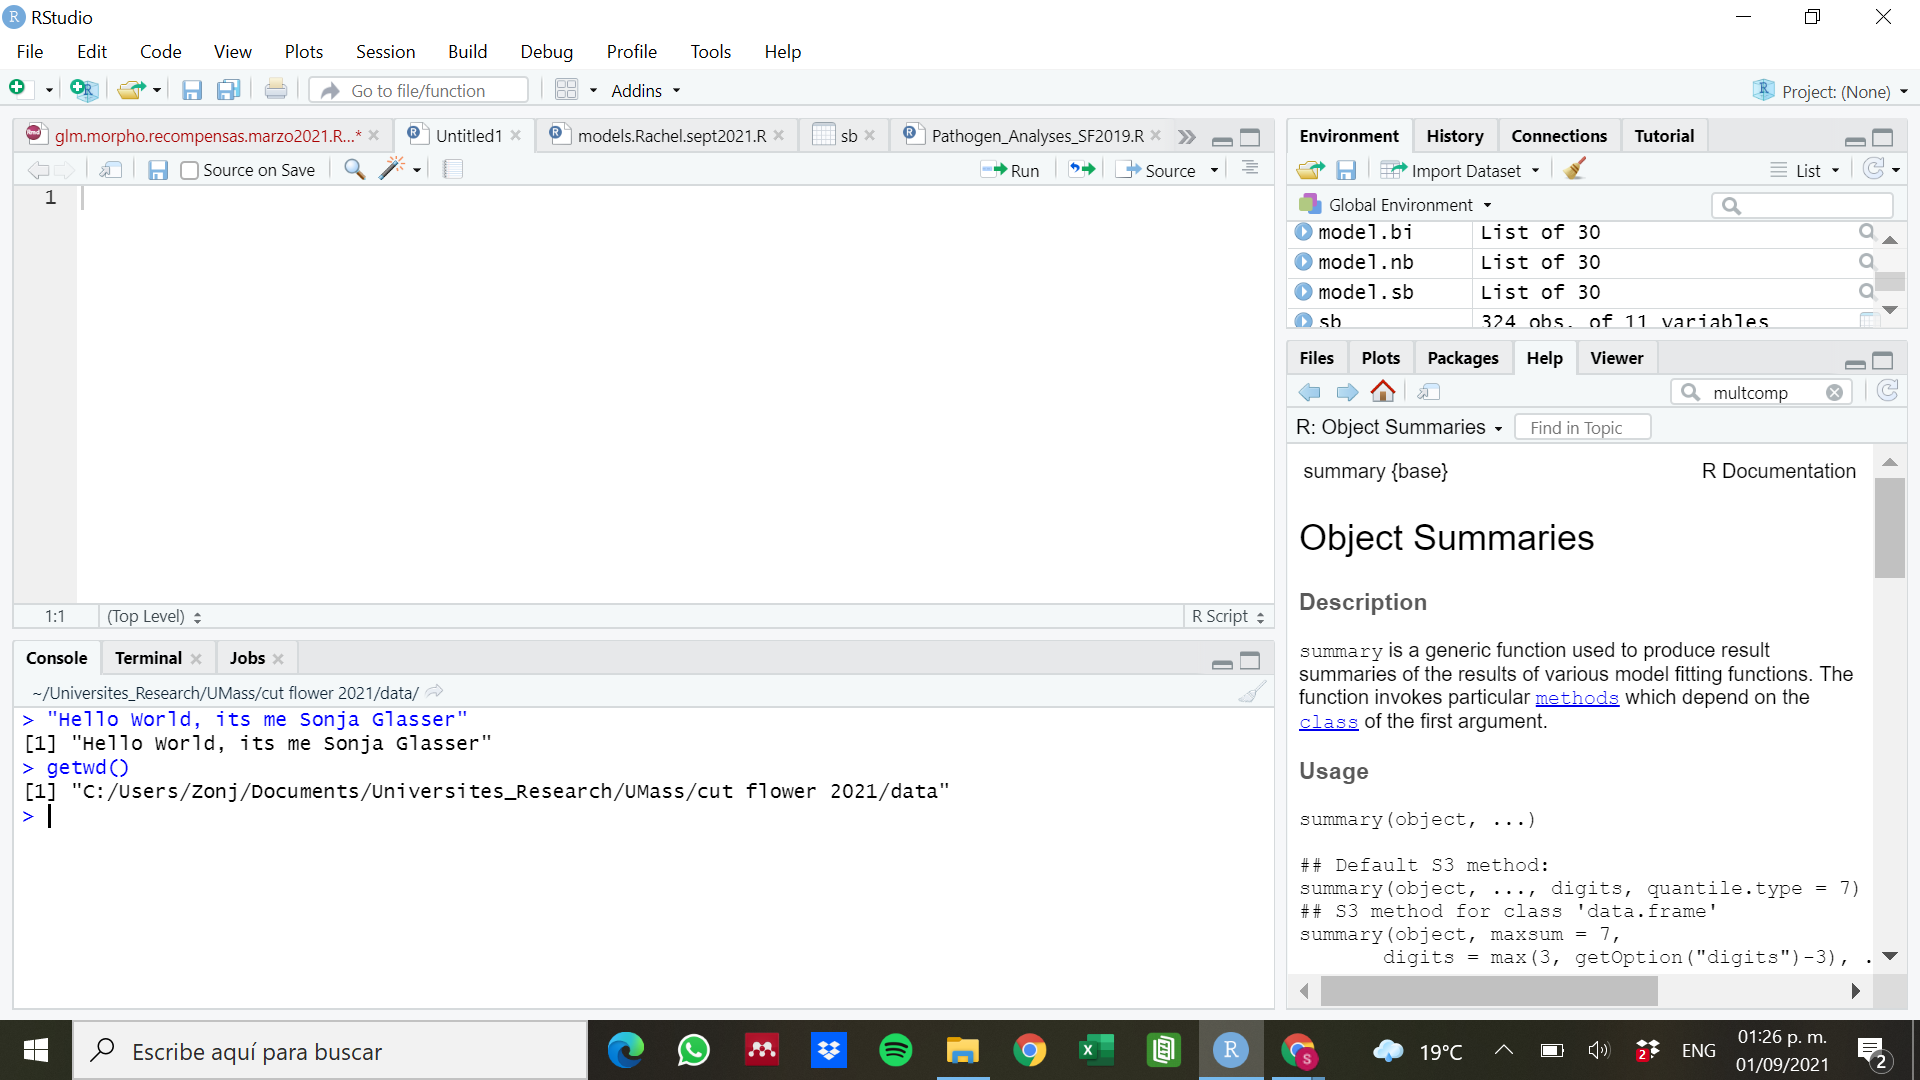 RStudio
File Edit Code View Plots Session Build Debug Profile Tools Help
Go to file/function Addins Project: (None)
glm.morpho.recompensas.marzo2021.R...* Untitled1 models.Rachel.sept2021.R sb Pathogen_Analyses_SF2019.R
Source on Save Run Source
1
1:1 (Top Level) R Script
Console Terminal Jobs
~/Universites_Research/UMass/cut flower 2021/data/
> "Hello World, its me Sonja Glasser"
[1] "Hello World, its me Sonja Glasser"
> getwd()
[1] "C:/Users/Zonj/Documents/Universites_Research/UMass/cut flower 2021/data"
>
Environment History Connections Tutorial
Import Dataset List
Global Environment
model.bi List of 30
model.nb List of 30
model.sb List of 30
sb 324 obs. of 11 variables
Files Plots Packages Help Viewer
multcomp
R: Object Summaries Find in Topic
summary {base} R Documentation
Object Summaries
Description
summary is a generic function used to produce result
summaries of the results of various model fitting functions. The
function invokes particular methods which depend on the
class of the first argument.
Usage
summary(object, ...)
## Default S3 method:
summary(object, ..., digits, quantile.type = 7)
## S3 method for class 'data.frame'
summary(object, maxsum = 7,
digits = max(3, getOption("digits")-3), .
Escribe aquí para buscar
19°C ENG 01:26 p. m.
01/09/2021
2
2